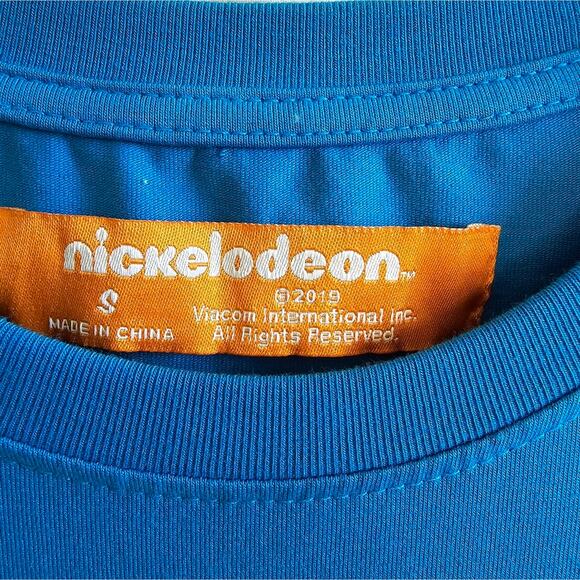 nickelodeon™
S
©2019
Viacom International Inc.
MADE IN CHINA
All Rights Reserved.